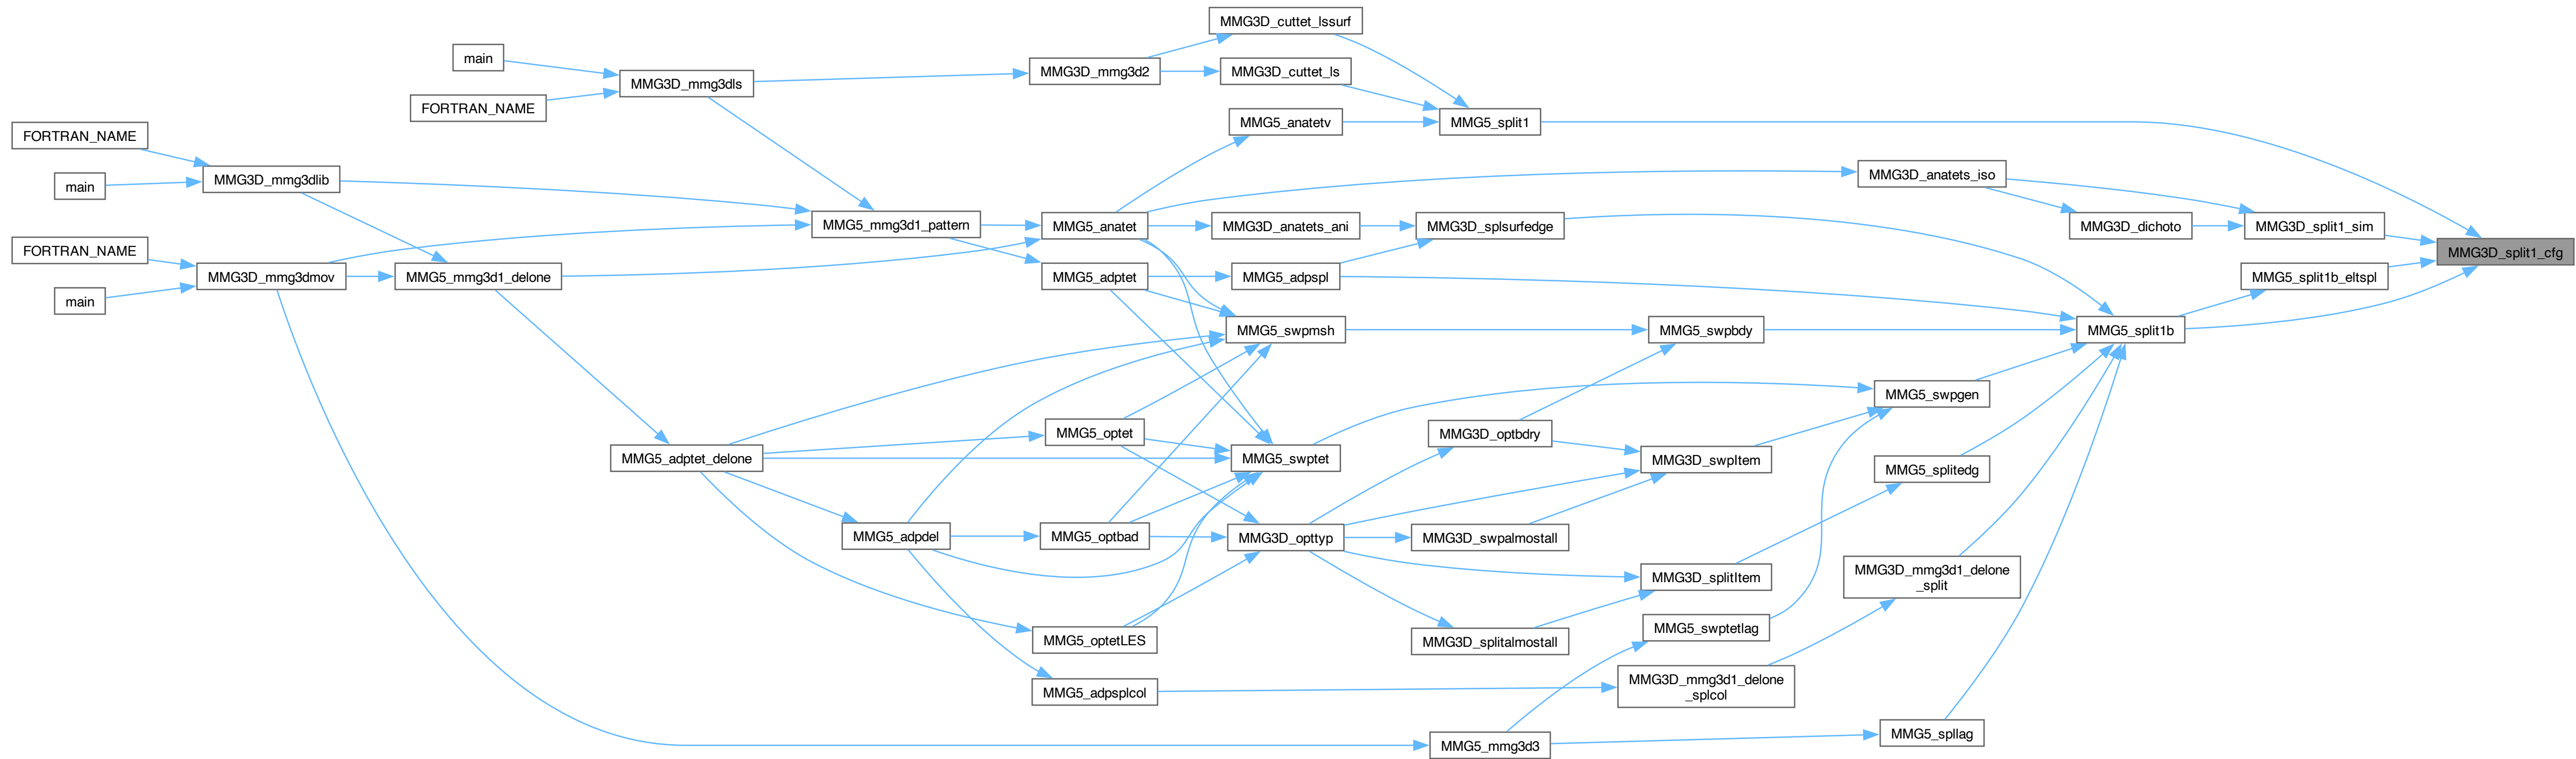 MMG3D_cuttet_lssurf
main
MMG3D_mmg3dls
MMG3D_mmg3d2
MMG3D_cuttet_ls
FORTRAN_NAME
MMG5_anatetv
MMG5_split1
FORTRAN_NAME
main
MMG3D_mmg3dlib
MMG3D_anatets_iso
MMG5_mmg3d1_pattern
MMG5_anatet
MMG3D_anatets_ani
MMG3D_splsurfedge
MMG3D_dichoto
MMG3D_split1_sim
MMG3D_split1_cfg
FORTRAN_NAME
main
MMG3D_mmg3dmov
MMG5_mmg3d1_delone
MMG5_adptet
MMG5_adpspl
MMG5_split1b_eltspl
MMG5_swpmsh
MMG5_swpbdy
MMG5_split1b
MMG5_swpgen
MMG5_optet
MMG3D_optbdry
MMG5_adptet_delone
MMG5_swptet
MMG3D_swpItem
MMG5_splitedg
MMG5_adpdel
MMG5_optbad
MMG3D_opttyp
MMG3D_swpalmostall
MMG3D_splitItem
MMG3D_mmg3d1_delone
_split
MMG5_optetLES
MMG3D_splitalmostall
MMG5_swptetlag
MMG5_adpsplcol
MMG3D_mmg3d1_delone
_splcol
MMG5_mmg3d3
MMG5_spllag